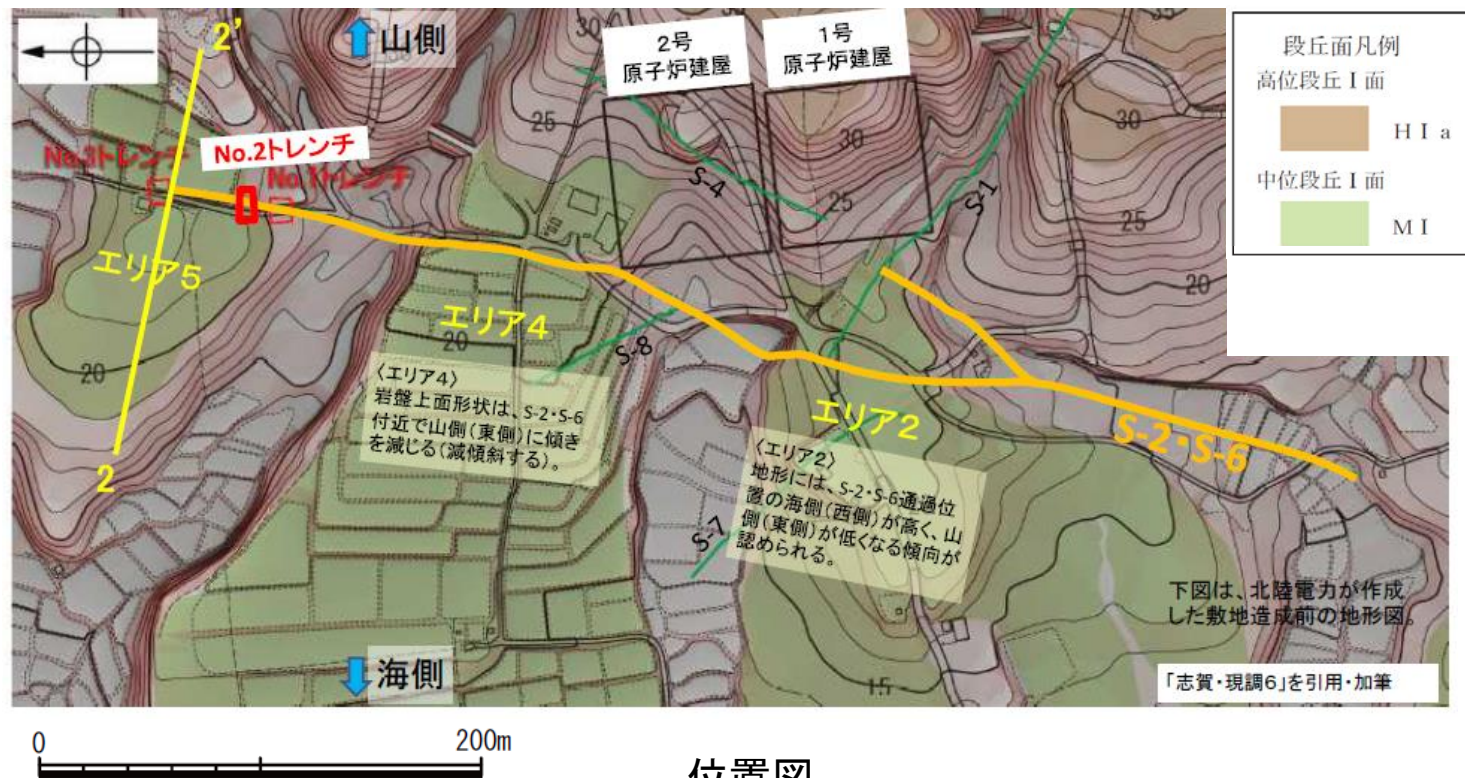 2'
山側
30
2号
原子炉建屋
1号
原子炉建屋
35
段丘面凡例
高位段丘Ⅰ面
HⅠa
中位段丘Ⅰ面
MⅠ
25
30
30
No.3トレンチ
No.2トレンチ
No.1トレンチ
S-4
25
25
S-1
25
20
エリア5
エリア4
20
S-8
20
〈エリア4〉
岩盤上面形状は、S-2・S-6
付近で山側(東側)に傾き
を減じる(減傾斜する)。
エリア2
S-2・S-6
2
〈エリア2〉
地形には、S-2・S-6通過位
置の海側(西側)が高く、山
側(東側)が低くなる傾向が
認められる。
S-7
下図は、北陸電力が作成
した敷地造成前の地形図。
海側
15
「志賀・現調6」を引用・加筆
0
200m
位置図